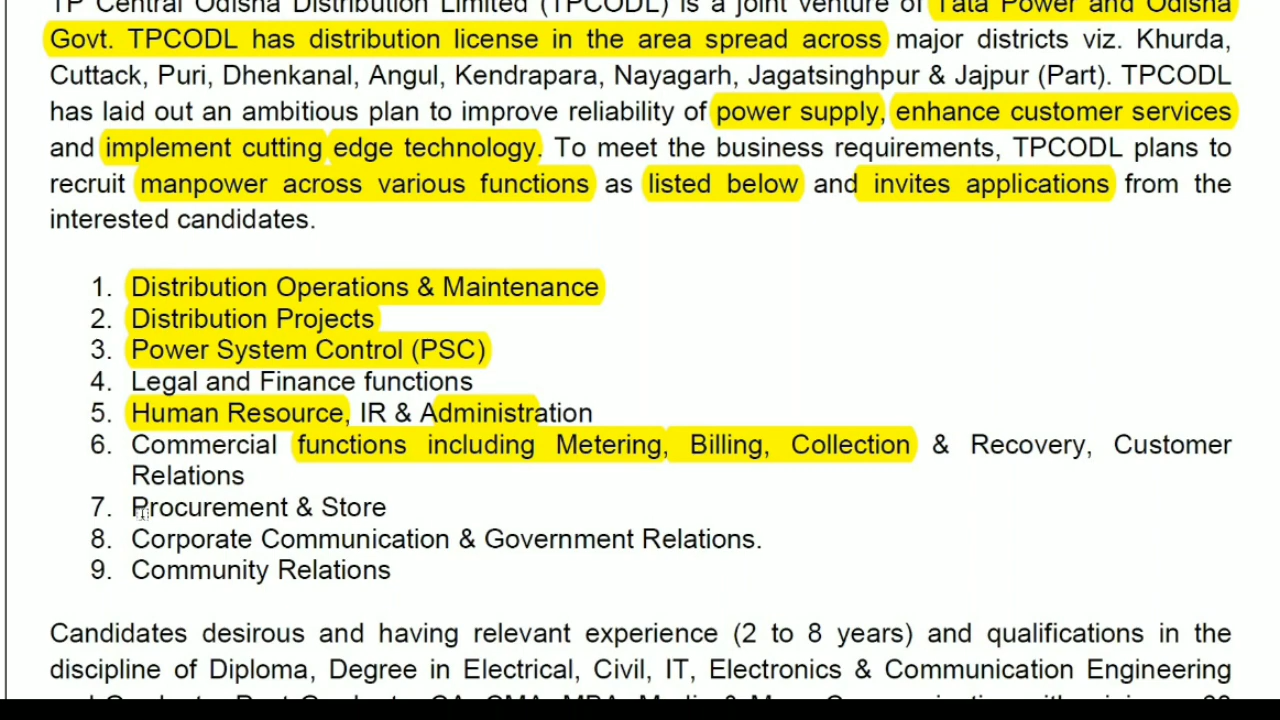 TP Central Odisha Distribution Limited (TPCODL) is a joint venture of Tata Power and Odisha
Govt. TPCODL has distribution license in the area spread across major districts viz. Khurda,
Cuttack, Puri, Dhenkanal, Angul, Kendrapara, Nayagarh, Jagatsinghpur & Jajpur (Part). TPCODL
has laid out an ambitious plan to improve reliability of power supply, enhance customer services
and implement cutting edge technology. To meet the business requirements, TPCODL plans to
recruit manpower across various functions as listed below and invites applications from the
interested candidates.
1. Distribution Operations & Maintenance
2. Distribution Projects
3. Power System Control (PSC)
4. Legal and Finance functions
5. Human Resource, IR & Administration
6. Commercial functions including Metering, Billing, Collection & Recovery, Customer
Relations
7. Procurement & Store
8. Corporate Communication & Government Relations.
9. Community Relations
Candidates desirous and having relevant experience (2 to 8 years) and qualifications in the
discipline of Diploma, Degree in Electrical, Civil, IT, Electronics & Communication Engineering